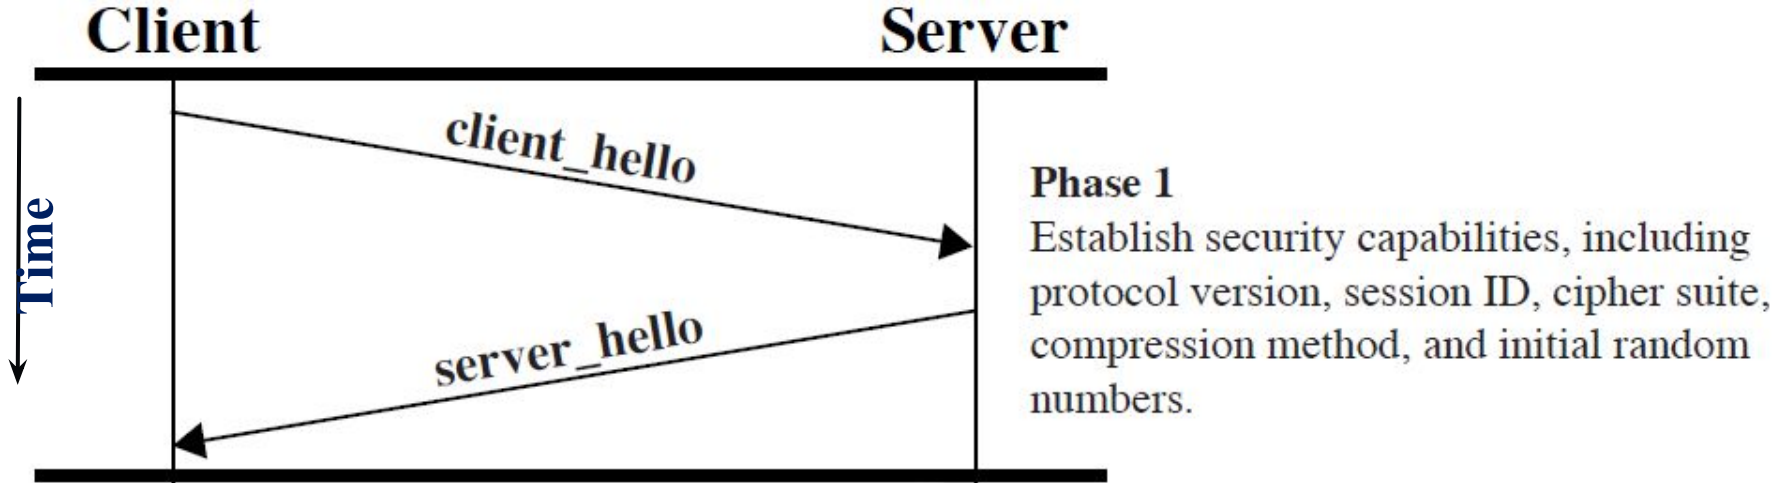 Client
Server
Time
client_hello
server_hello
Phase 1
Establish security capabilities, including
protocol version, session ID, cipher suite,
compression method, and initial random
numbers.